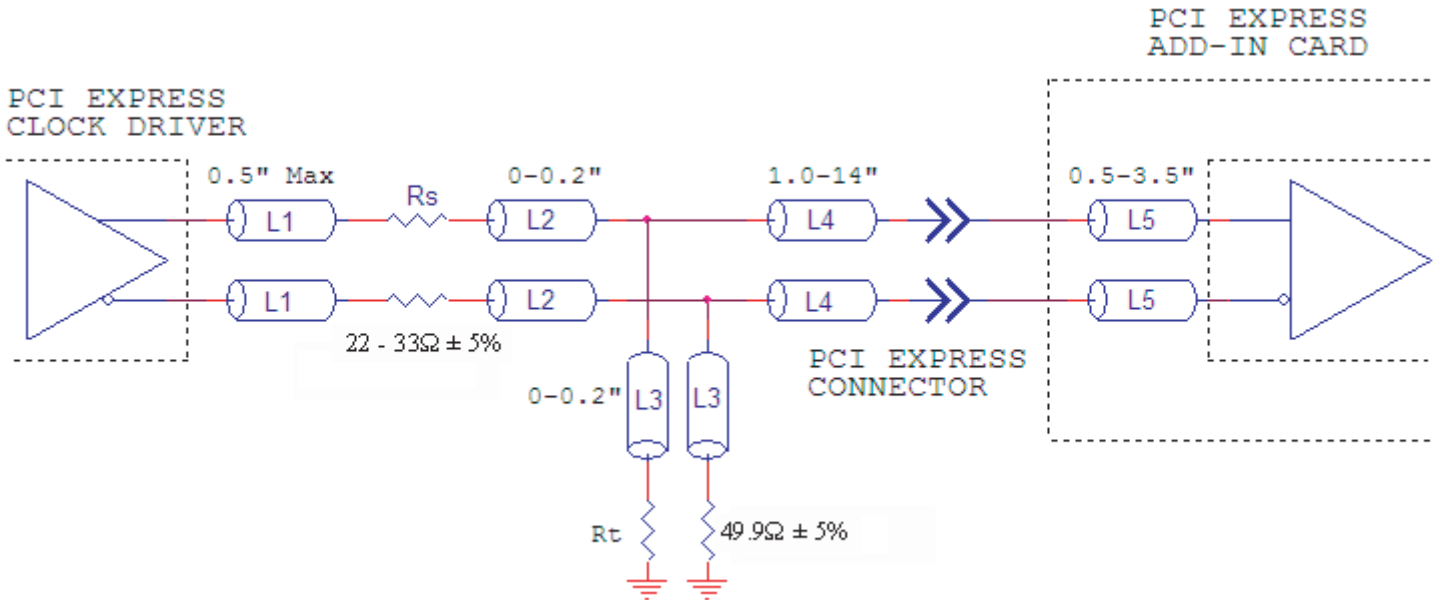 PCI EXPRESS
ADD-IN CARD
PCI EXPRESS
CLOCK DRIVER
0.5" Max
Rs
0-0.2"
1.0-14"
0.5-3.5"
L1
L2
L4
L5
L1
L2
L4
L5
22 - 33Ω ± 5%
PCI EXPRESS
CONNECTOR
0-0.2"
L3
L3
Rt
49.9Ω ± 5%